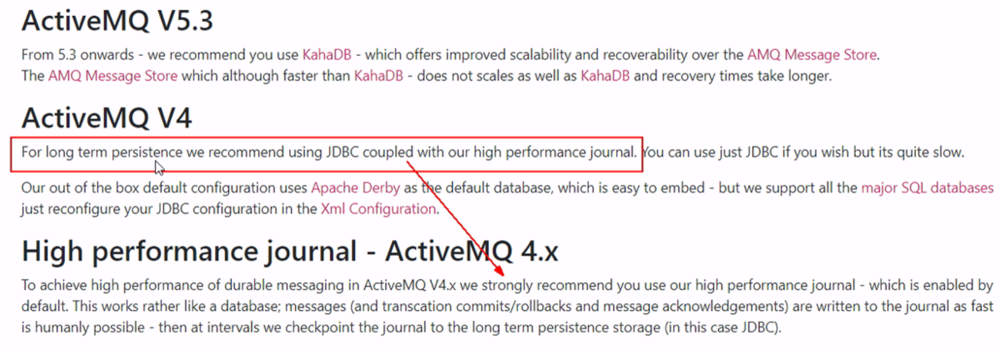 ActiveMQ V5.3
From 5.3 onwards - we recommend you use KahaDB - which offers improved scalability and recoverability over the AMQ Message Store.
The AMQ Message Store which although faster than KahaDB - does not scales as well as KahaDB and recovery times take longer.
ActiveMQ V4
For long term persistence we recommend using JDBC coupled with our high performance journal. You can use just JDBC if you wish but its quite slow.
Our out of the box default configuration uses Apache Derby as the default database, which is easy to embed - but we support all the major SQL databases
just reconfigure your JDBC configuration in the Xml Configuration.
High performance journal - ActiveMQ 4.x
To achieve high performance of durable messaging in ActiveMQ V4.x we strongly recommend you use our high performance journal - which is enabled by
default. This works rather like a database; messages (and transcation commits/rollbacks and message acknowledgements) are written to the journal as fast
is humanly possible - then at intervals we checkpoint the journal to the long term persistence storage (in this case JDBC).